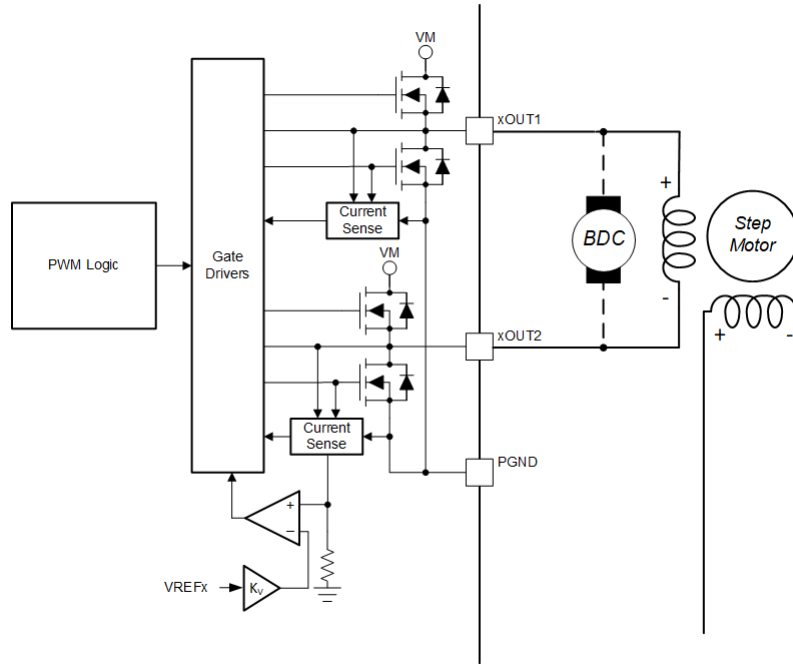 VM
xOUT1
Current
Sense
PWM Logic
Gate
Drivers
VM
+
BDC
Step
Motor
-
+
-
xOUT2
Current
Sense
PGND
+
−
VREFx
KV